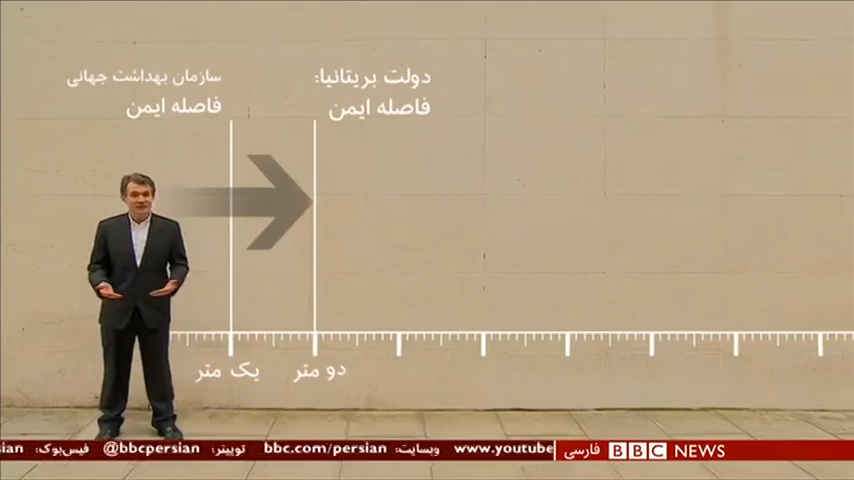 سازمان بهداشت جهانی
فاصله ایمن
دولت بریتانیا:
فاصله ایمن
یک متر
دو متر
فیس‌بوک: @bbcpersian توییتر: bbc.com/persian وبسایت: www.youtube
فارسی BBC NEWS